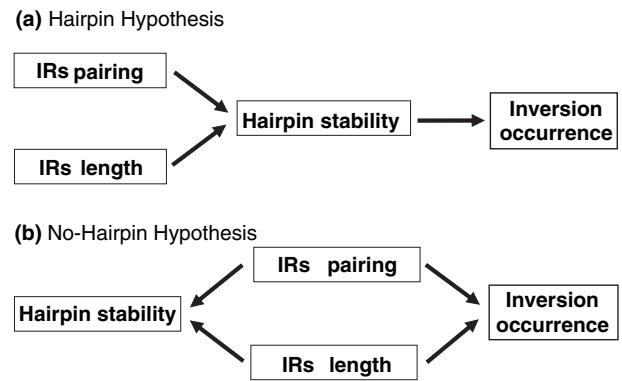 (a) Hairpin Hypothesis
IRs pairing
Hairpin stability
Inversion
occurrence
IRs length
(b) No-Hairpin Hypothesis
IRs pairing
Hairpin stability
Inversion
occurrence
IRs length